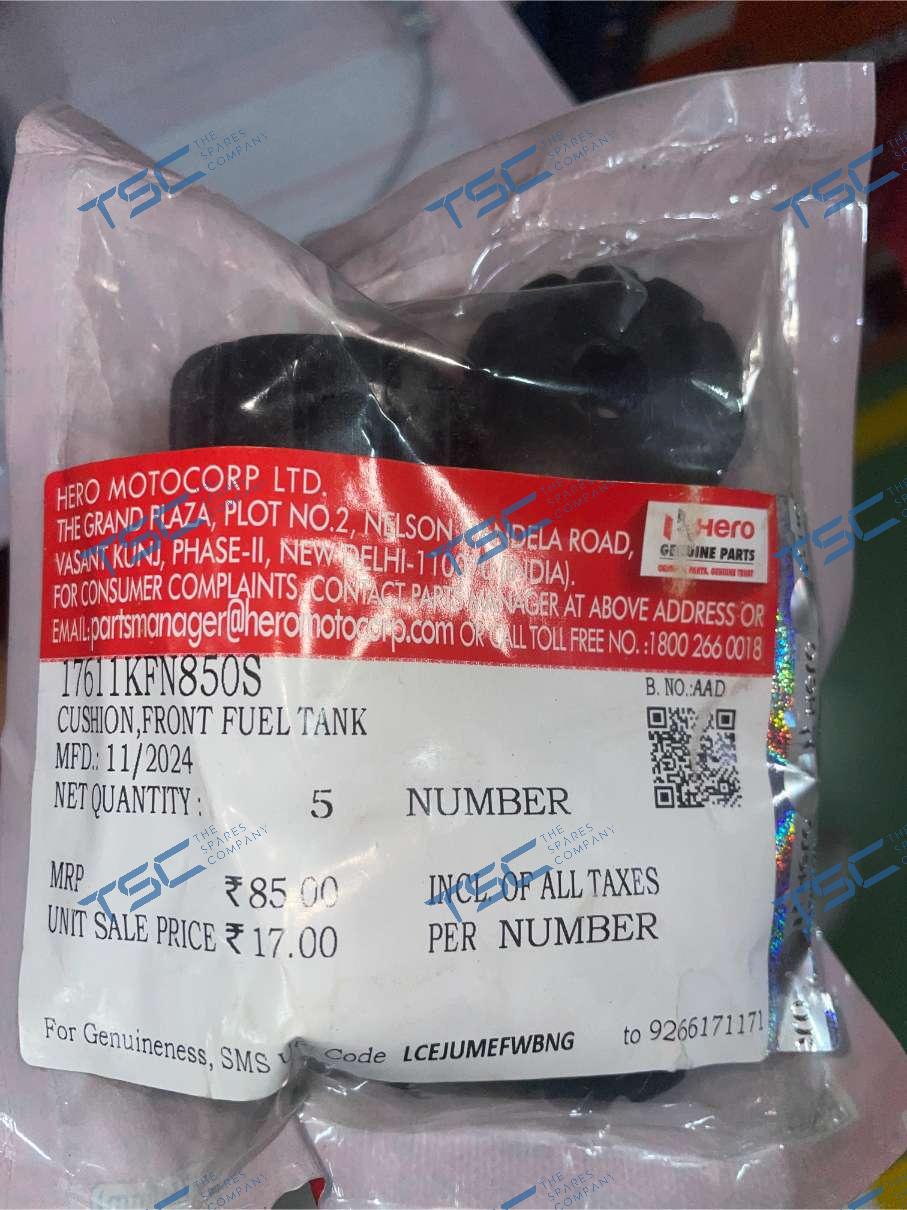 HERO MOTOCORP LTD.
THE GRAND PLAZA, PLOT NO.2, NELSON DELA ROAD,
VASANT KUNJ, PHASE-II, NEW DELHI-110 INDIA).
FOR CONSUMER COMPLAINTS, CONTACT PARTS MANAGER AT ABOVE ADDRESS OR
EMAIL:partsmanager@heromotocorp.com OR CALL TOLL FREE NO. :1800 266 0018
Hero
GENUINE PARTS
GENUINE PARTS. GENUINE TRUST
17611KFN850S
B. NO.:AAD
CUSHION,FRONT FUEL TANK
MFD.: 11/2024
NET QUANTITY : 5 NUMBER
MRP ₹85.00 INCL. OF ALL TAXES
UNIT SALE PRICE ₹17.00 PER NUMBER
For Genuineness, SMS Code LCEJUMEFWBNG to 9266171171
TSC THE SPARES COMPANY